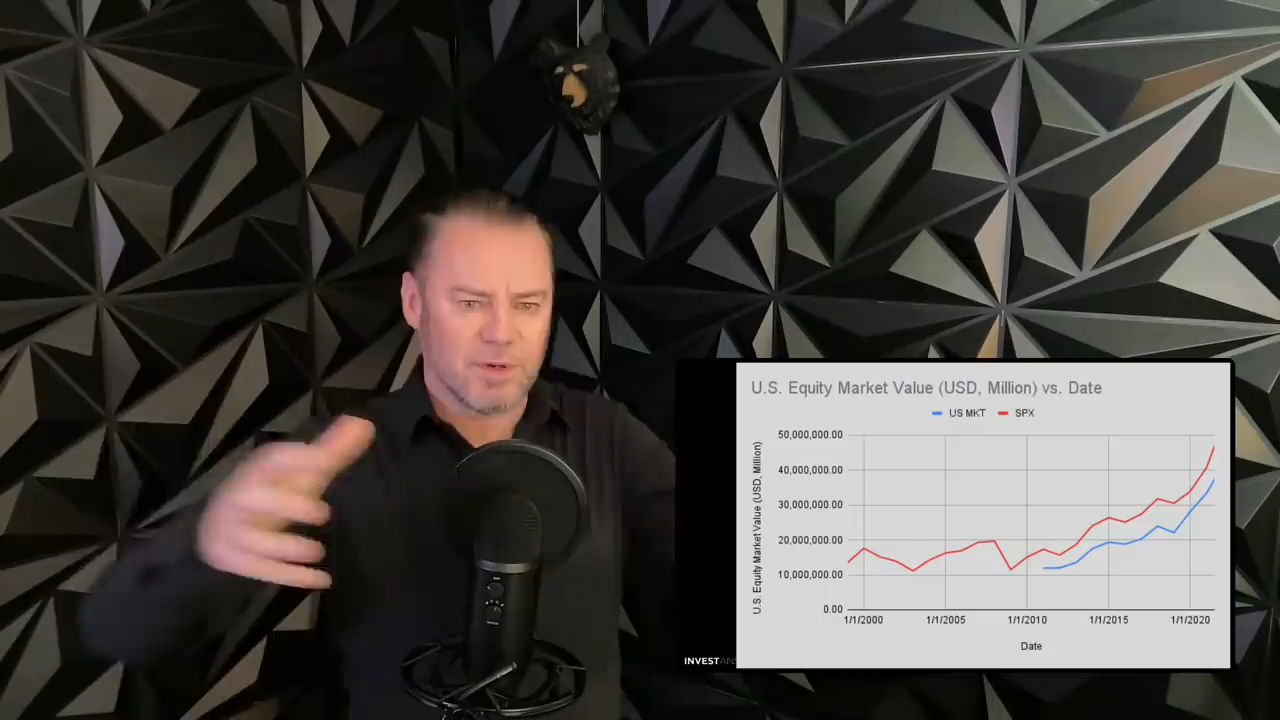 U.S. Equity Market Value (USD, Million) vs. Date
US MKT SPX
U.S. Equity Market Value (USD, Million)
50,000,000.00
40,000,000.00
30,000,000.00
20,000,000.00
10,000,000.00
0.00
1/1/2000 1/1/2005 1/1/2010 1/1/2015 1/1/2020
Date
INVESTANS